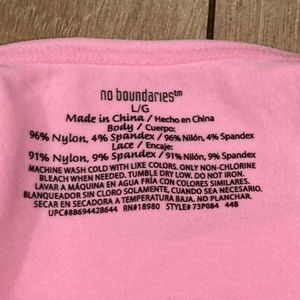 no boundaries™
L/G
Made in China / Hecho en China
Body / Cuerpo:
96% Nylon, 4% Spandex / 96% Nilón, 4% Spandex
Lace / Encaje:
91% Nylon, 9% Spandex / 91% Nilón, 9% Spandex
MACHINE WASH COLD WITH LIKE COLORS. ONLY NON-CHLORINE
BLEACH WHEN NEEDED. TUMBLE DRY LOW. DO NOT IRON.
LAVAR A MÁQUINA EN AGUA FRÍA CON COLORES SIMILARES.
BLANQUEADOR SIN CLORO SOLAMENTE, CUANDO SEA NECESARIO.
SECAR EN SECADORA A TEMPERATURA BAJA. NO PLANCHAR.
UPC#88694428644 RN#18980 STYLE# 73P084 44B